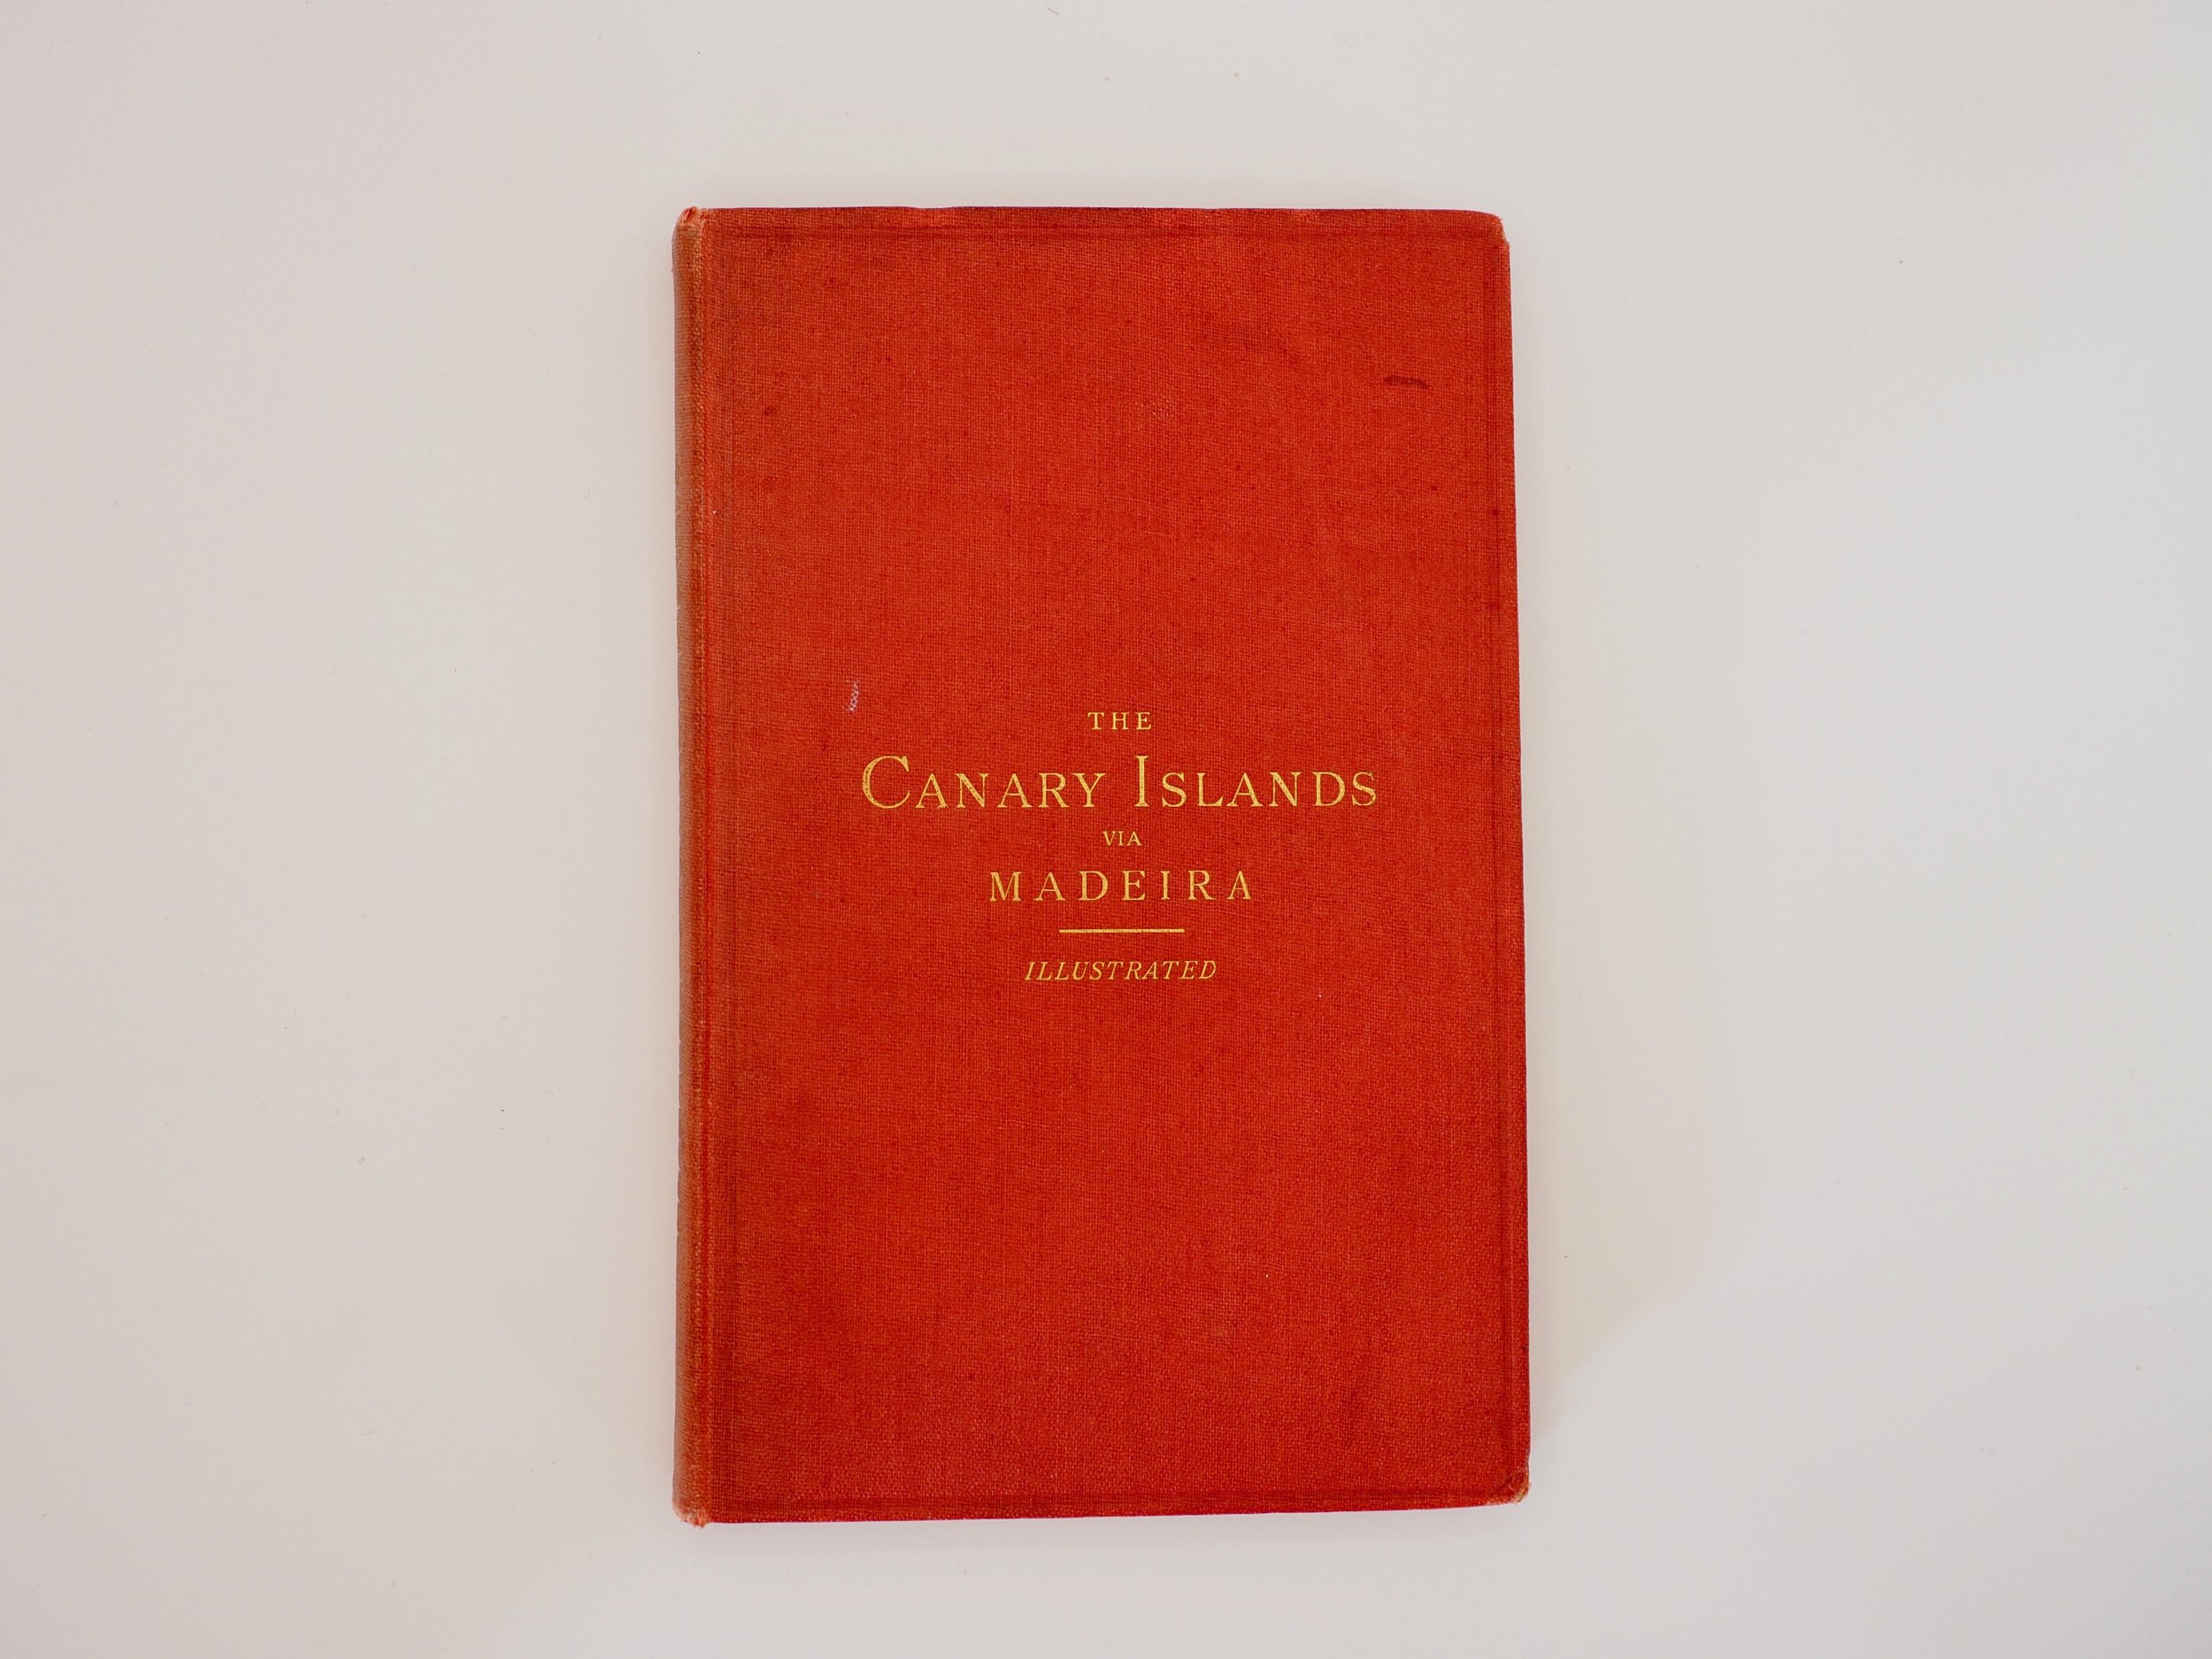 THE
CANARY ISLANDS
VIA
MADEIRA
ILLUSTRATED